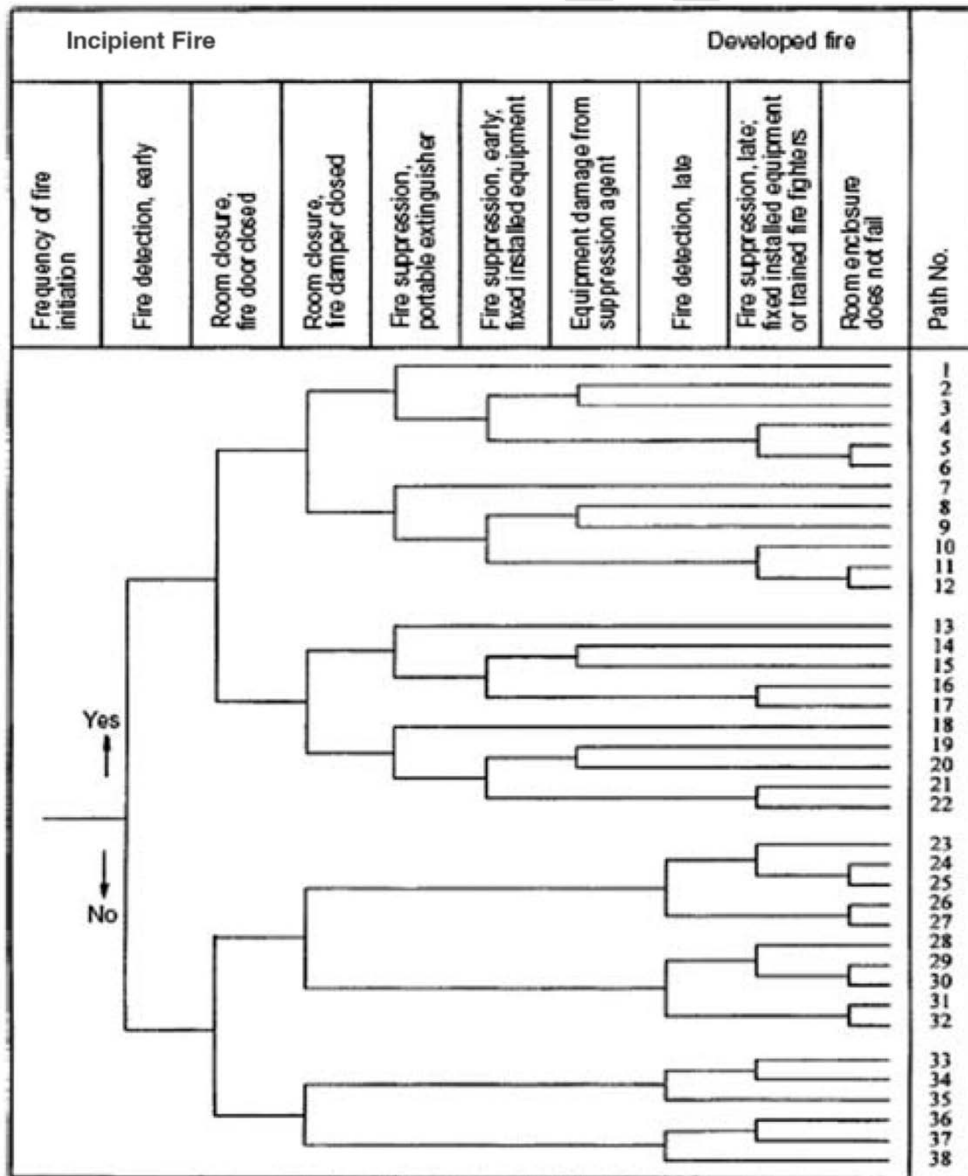 Incipient Fire
Developed fire
Frequency of fire
initiation
Fire detection, early
Room closure,
fire door closed
Room closure,
fire damper closed
Fire suppression,
portable extinguisher
Fire suppression, early;
fixed installed equipment
Equipment damage from
suppression agent
Fire detection, late
Fire suppression, late;
fixed installed equipment
or trained fire fighters
Room enclosure
does not fail
Path No.
1
2
3
4
5
6
7
8
9
10
11
12
13
14
15
16
17
Yes
18
19
20
21
22
23
24
No
25
26
27
28
29
30
31
32
33
34
35
36
37
38